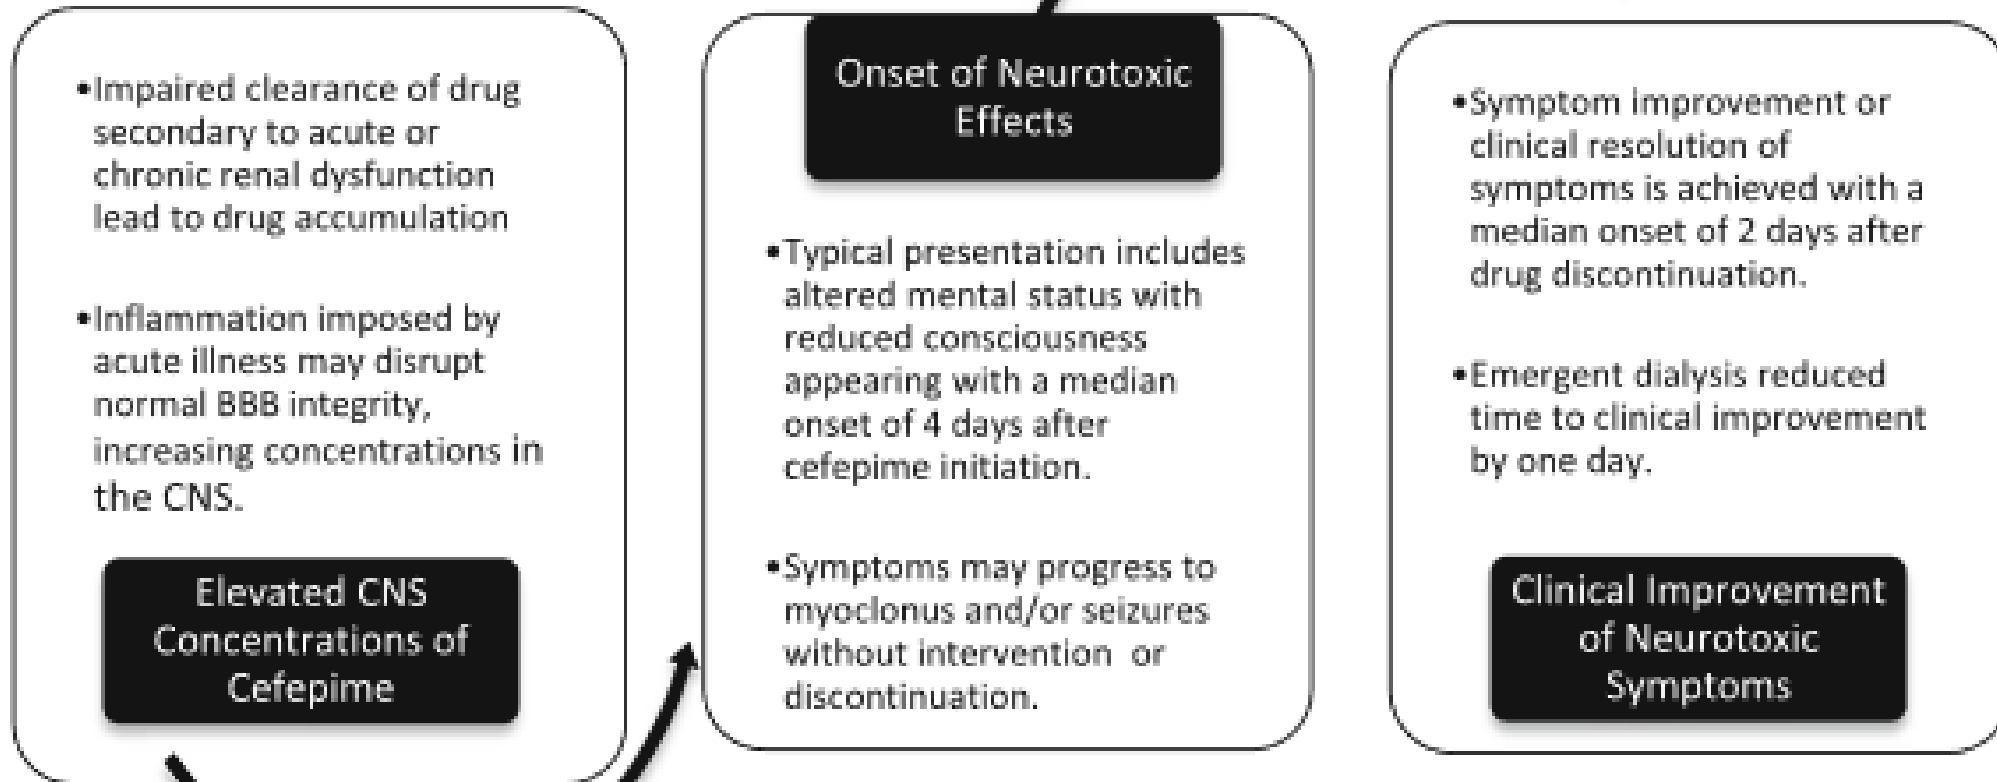 •Impaired clearance of drug
secondary to acute or
chronic renal dysfunction
lead to drug accumulation
•Inflammation imposed by
acute illness may disrupt
normal BBB integrity,
increasing concentrations in
the CNS.
Elevated CNS
Concentrations of
Cefepime
Onset of Neurotoxic
Effects
•Typical presentation includes
altered mental status with
reduced consciousness
appearing with a median
onset of 4 days after
cefepime initiation.
•Symptoms may progress to
myoclonus and/or seizures
without intervention or
discontinuation.
•Symptom improvement or
clinical resolution of
symptoms is achieved with a
median onset of 2 days after
drug discontinuation.
•Emergent dialysis reduced
time to clinical improvement
by one day.
Clinical Improvement
of Neurotoxic
Symptoms